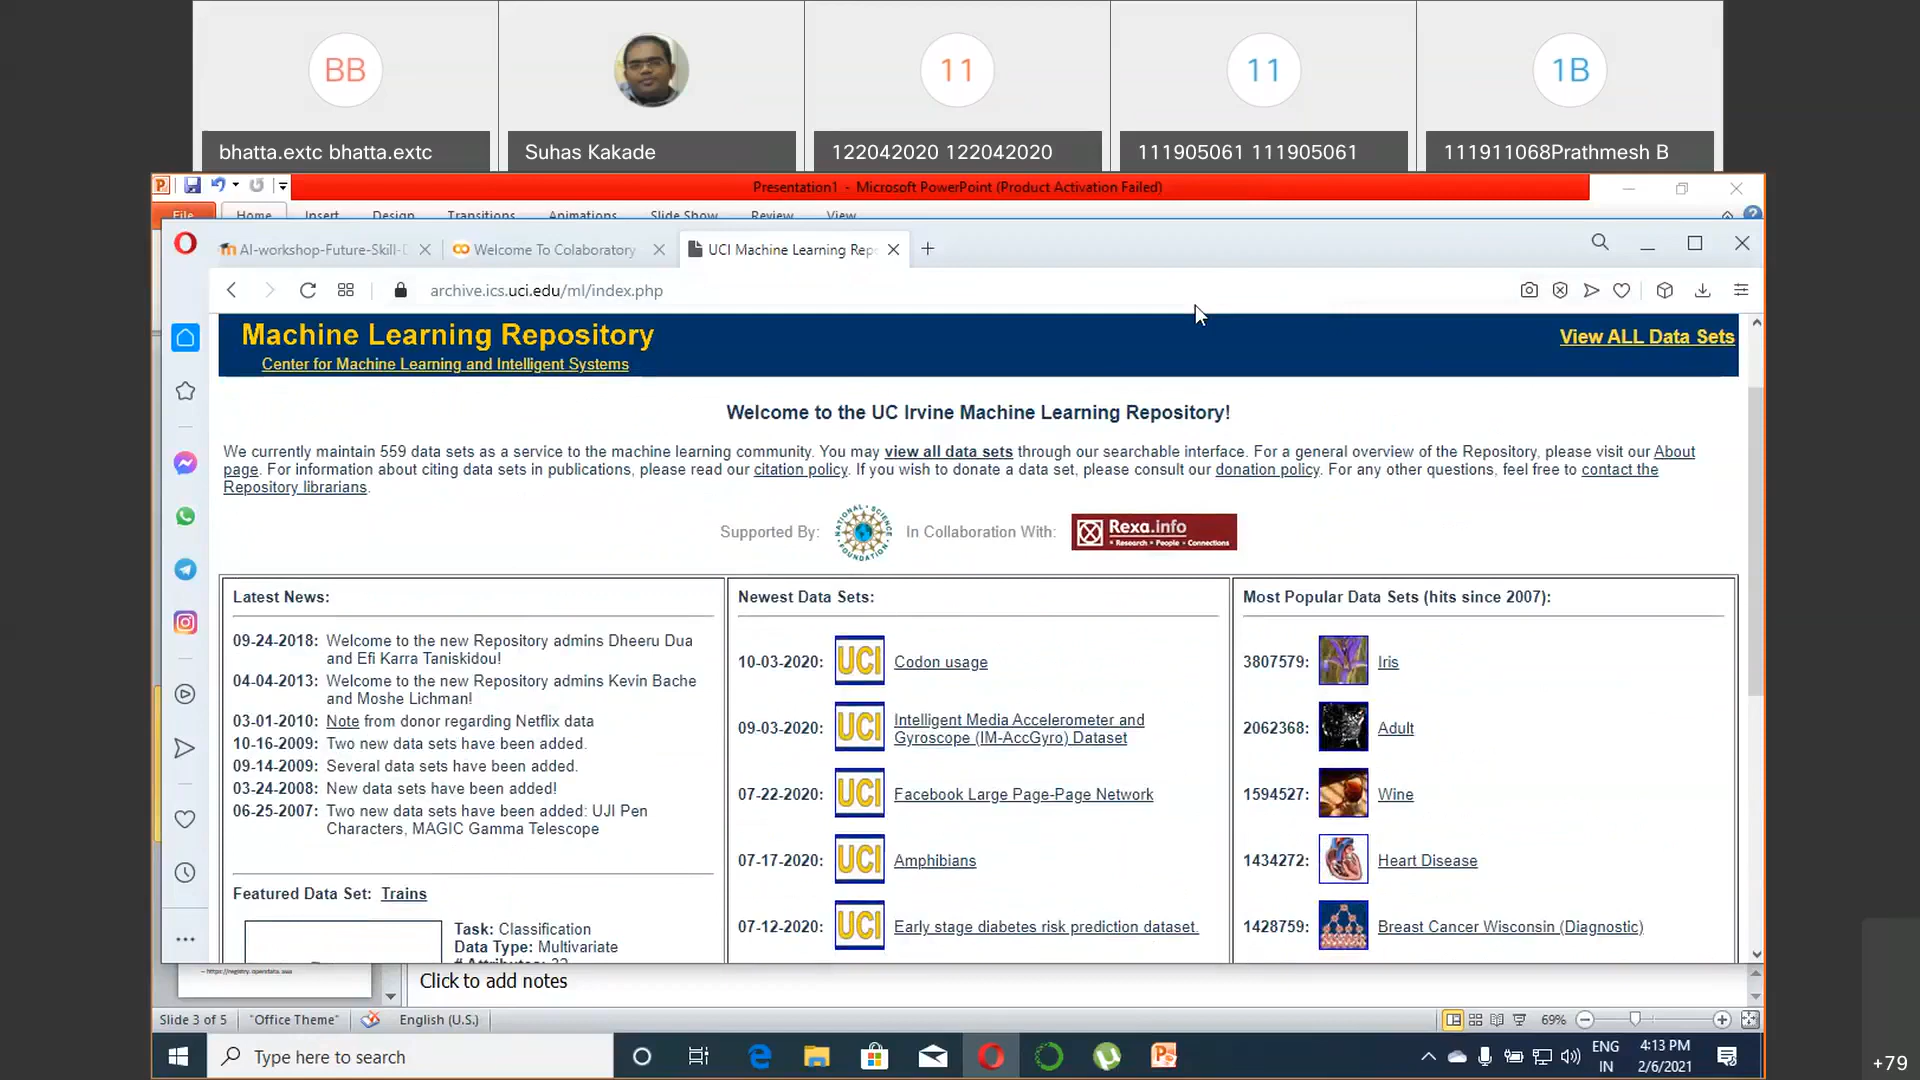 BB
11
11
1B
bhatta.extc bhatta.extc
Suhas Kakade
122042020 122042020
111905061 111905061
111911068Prathmesh B
Presentation1 - Microsoft PowerPoint (Product Activation Failed)
File Home Insert Design Transitions Animations Slide Show Review View
AI-workshop-Future-Skill-
Welcome To Colaboratory
UCI Machine Learning Rep
archive.ics.uci.edu/ml/index.php
Machine Learning Repository
View ALL Data Sets
Center for Machine Learning and Intelligent Systems
Welcome to the UC Irvine Machine Learning Repository!
We currently maintain 559 data sets as a service to the machine learning community. You may view all data sets through our searchable interface. For a general overview of the Repository, please visit our About
page. For information about citing data sets in publications, please read our citation policy. If you wish to donate a data set, please consult our donation policy. For any other questions, feel free to contact the
Repository librarians.
Supported By:
NATIONAL SCIENCE FOUNDATION
In Collaboration With:
Rexa.info
Research People Connections
Latest News:
09-24-2018: Welcome to the new Repository admins Dheeru Dua
and Efi Karra Taniskidou!
04-04-2013: Welcome to the new Repository admins Kevin Bache
and Moshe Lichman!
03-01-2010: Note from donor regarding Netflix data
10-16-2009: Two new data sets have been added.
09-14-2009: Several data sets have been added.
03-24-2008: New data sets have been added!
06-25-2007: Two new data sets have been added: UJI Pen
Characters, MAGIC Gamma Telescope
Featured Data Set: Trains
Task: Classification
Data Type: Multivariate
# Attributes: 32
Newest Data Sets:
10-03-2020: UCI Codon usage
09-03-2020: UCI Intelligent Media Accelerometer and
Gyroscope (IM-AccGyro) Dataset
07-22-2020: UCI Facebook Large Page-Page Network
07-17-2020: UCI Amphibians
07-12-2020: UCI Early stage diabetes risk prediction dataset.
Most Popular Data Sets (hits since 2007):
3807579: Iris
2062368: Adult
1594527: Wine
1434272: Heart Disease
1428759: Breast Cancer Wisconsin (Diagnostic)
Click to add notes
Slide 3 of 5
"Office Theme"
English (U.S.)
69%
Type here to search
ENG
IN
4:13 PM
2/6/2021
+79